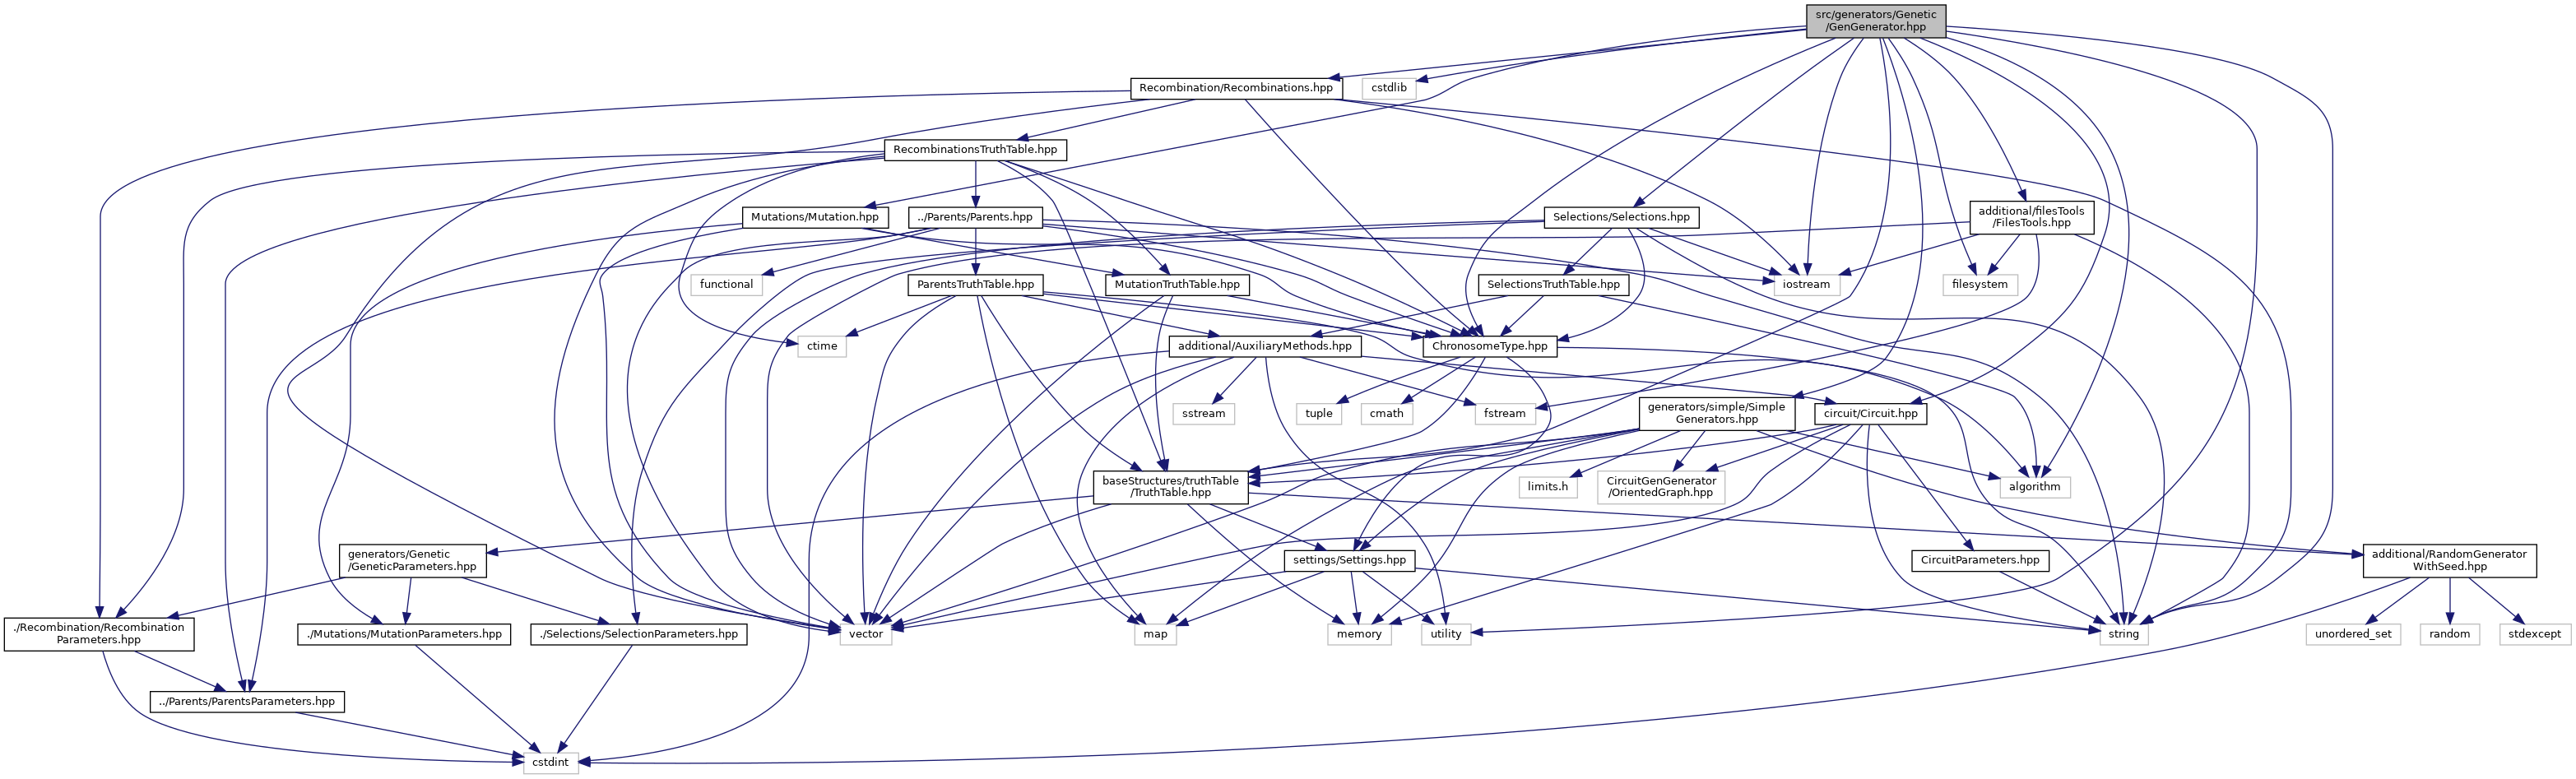 src/generators/Genetic
/GenGenerator.hpp
Recombination/Recombinations.hpp
cstdlib
RecombinationsTruthTable.hpp
Mutations/Mutation.hpp
../Parents/Parents.hpp
Selections/Selections.hpp
additional/filesTools
/FilesTools.hpp
functional
ParentsTruthTable.hpp
MutationTruthTable.hpp
SelectionsTruthTable.hpp
iostream
filesystem
ctime
additional/AuxiliaryMethods.hpp
ChronosomeType.hpp
sstream
tuple
cmath
fstream
generators/simple/Simple
Generators.hpp
circuit/Circuit.hpp
baseStructures/truthTable
/TruthTable.hpp
limits.h
CircuitGenGenerator
/OrientedGraph.hpp
algorithm
generators/Genetic
/GeneticParameters.hpp
settings/Settings.hpp
CircuitParameters.hpp
additional/RandomGenerator
WithSeed.hpp
./Recombination/Recombination
Parameters.hpp
./Mutations/MutationParameters.hpp
./Selections/SelectionParameters.hpp
vector
map
memory
utility
string
unordered_set
random
stdexcept
../Parents/ParentsParameters.hpp
cstdint